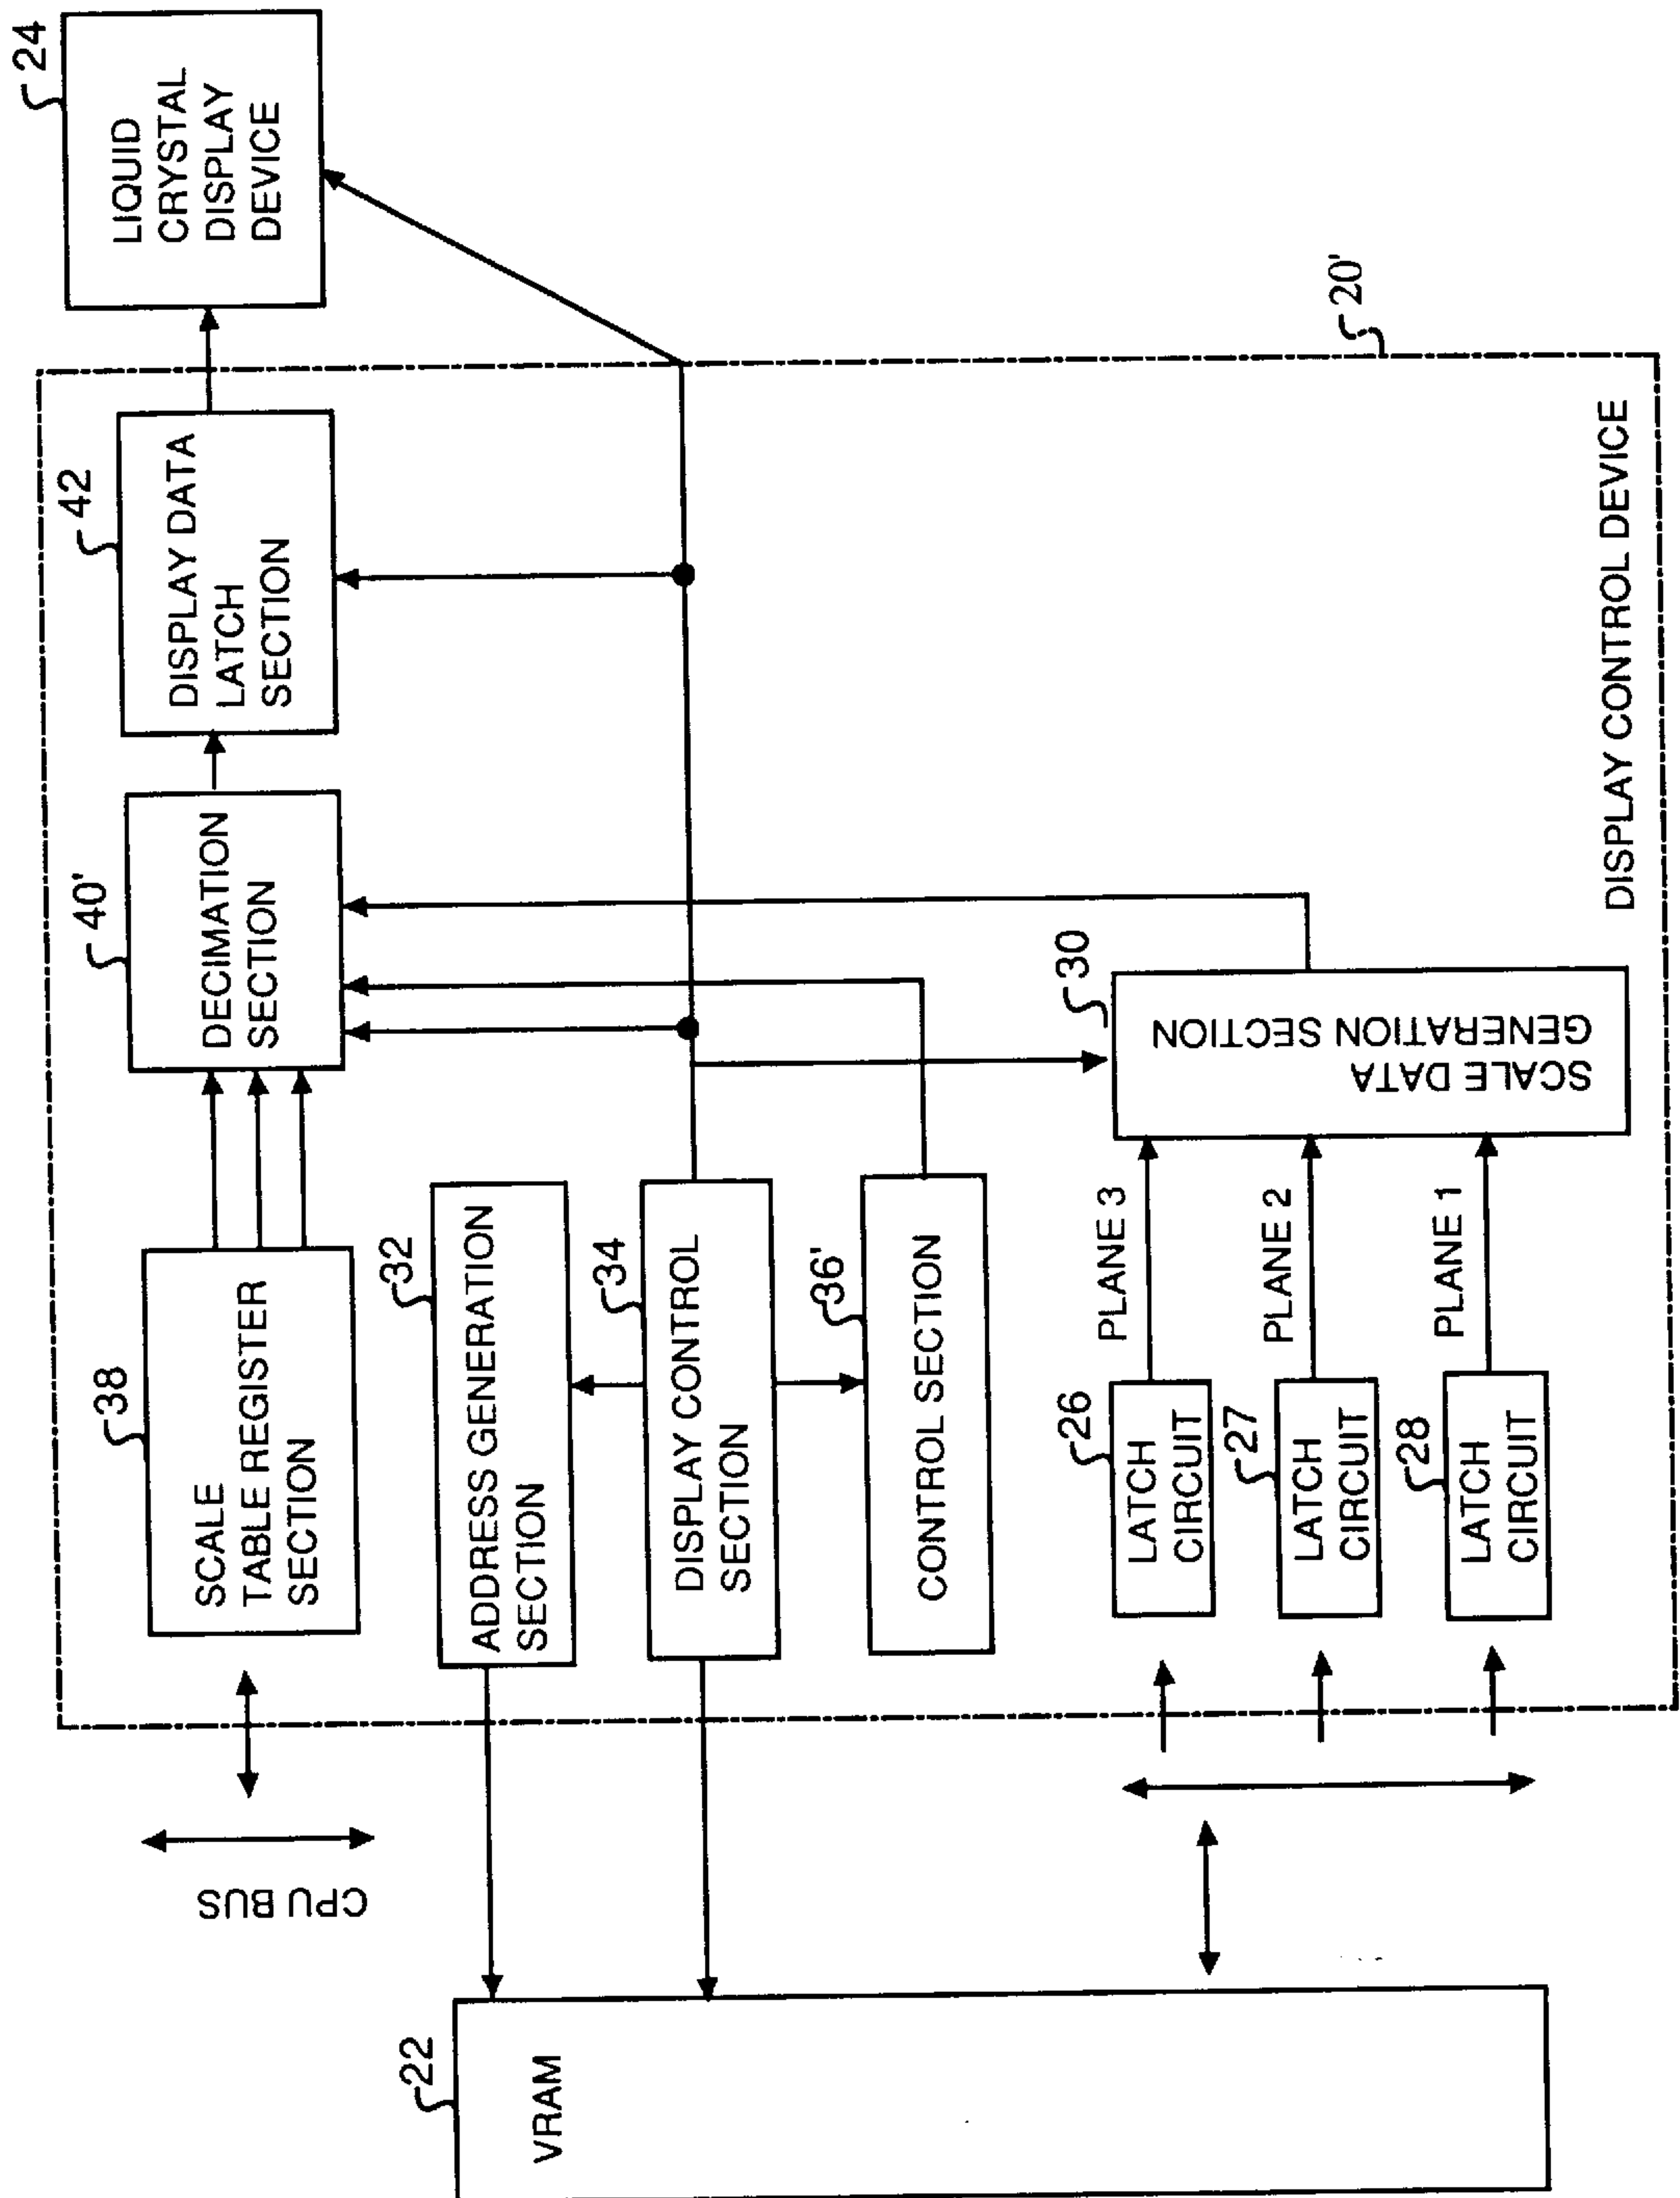 22
VRAM
CPU BUS
38
SCALE
TABLE REGISTER
SECTION
32
ADDRESS GENERATION
SECTION
34
DISPLAY CONTROL
SECTION
36'
CONTROL SECTION
26
LATCH
CIRCUIT
27
LATCH
CIRCUIT
28
LATCH
CIRCUIT
PLANE 3
PLANE 2
PLANE 1
30
SCALE DATA
GENERATION SECTION
40'
DECIMATION
SECTION
42
DISPLAY DATA
LATCH
SECTION
24
LIQUID
CRYSTAL
DISPLAY
DEVICE
20'
DISPLAY CONTROL DEVICE